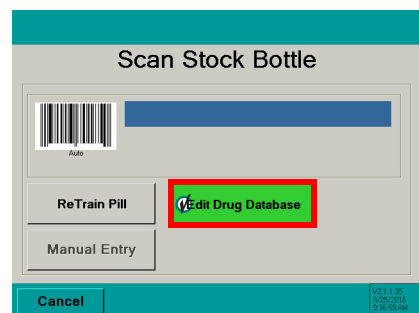 Scan Stock Bottle
Auto
ReTrain Pill
Edit Drug Database
Manual Entry
Cancel
V2.1.1.95
3/25/2016
9:36:59 AM